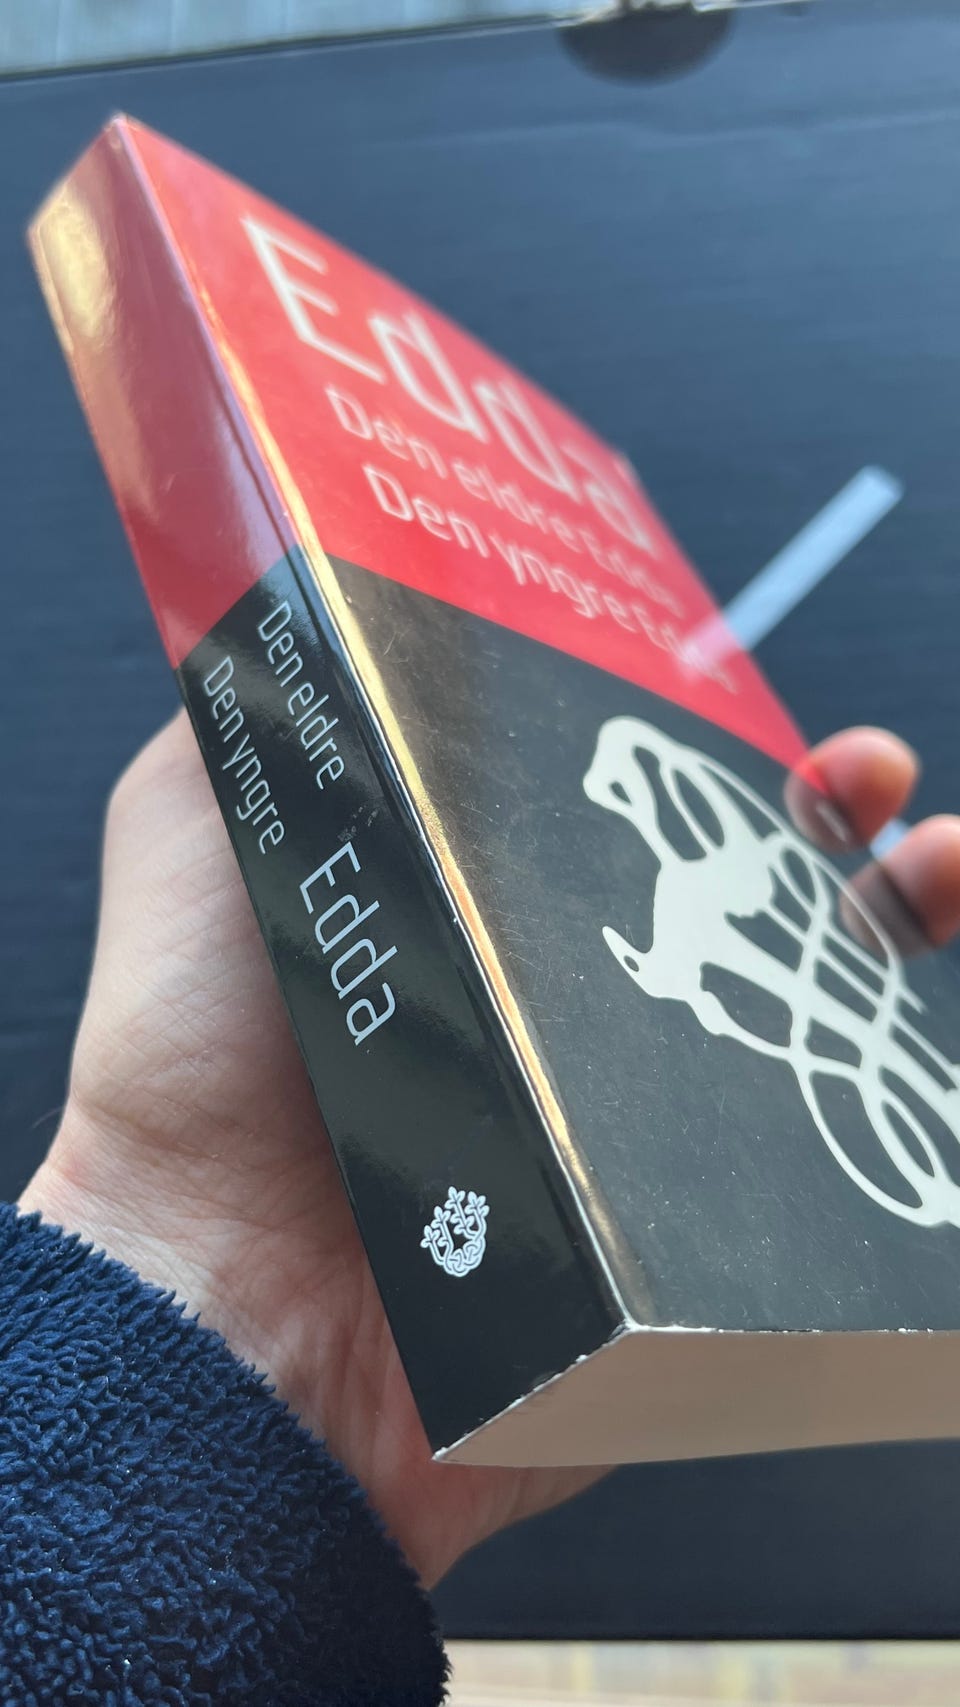 Edda
Den eldre Edda
Den yngre Edda
Den eldre
Den yngre
Edda